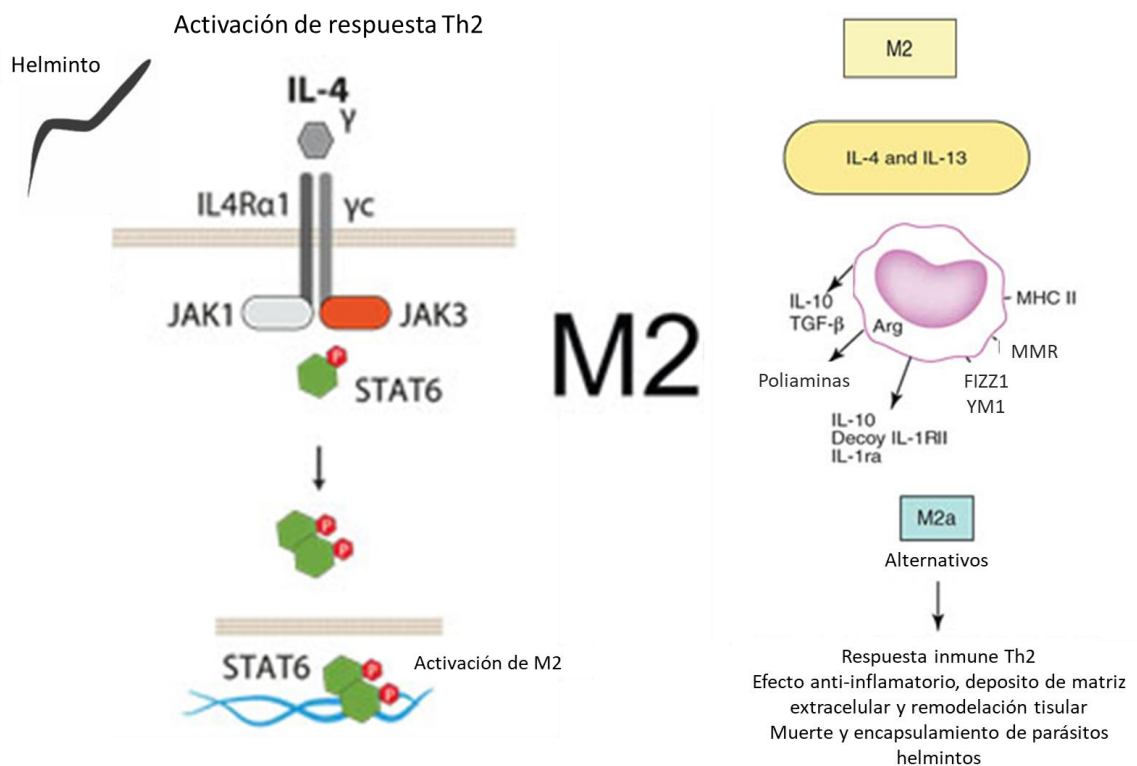 Activación de respuesta Th2
Helminto
IL-4
γ
IL4Rα1
γc
JAK1
JAK3
P
STAT6
P
P
STAT6
P
P
Activación de M2
M2
M2
IL-4 and IL-13
IL-10
TGF-β
Arg
MHC II
MMR
Poliaminas
FIZZ1
YM1
IL-10
Decoy IL-1RII
IL-1ra
M2a
Alternativos
Respuesta inmune Th2
Efecto anti-inflamatorio, deposito de matriz
extracelular y remodelación tisular
Muerte y encapsulamiento de parásitos
helmintos